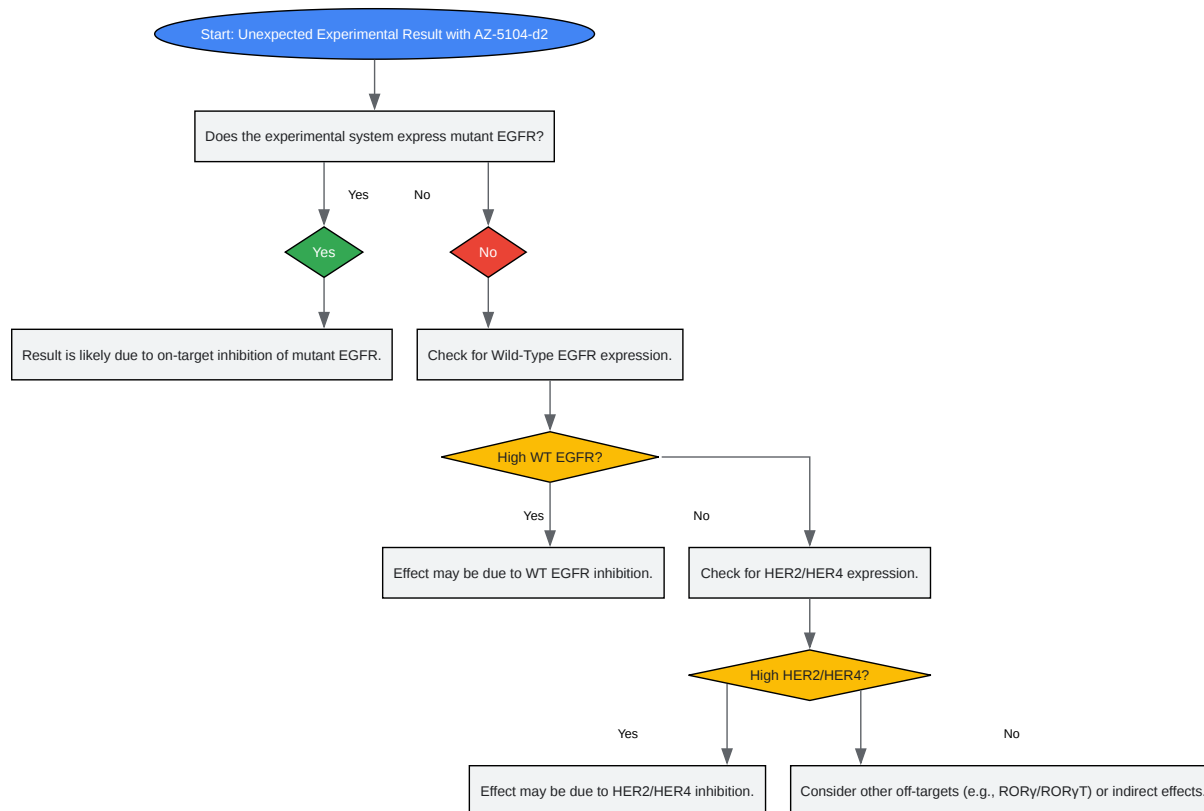 Start: Unexpected Experimental Result with AZ-5104-d2
Does the experimental system express mutant EGFR?
Yes
No
Yes
No
Result is likely due to on-target inhibition of mutant EGFR.
Check for Wild-Type EGFR expression.
High WT EGFR?
Yes
No
Effect may be due to WT EGFR inhibition.
Check for HER2/HER4 expression.
High HER2/HER4?
Yes
No
Effect may be due to HER2/HER4 inhibition.
Consider other off-targets (e.g., RORγ/RORγT) or indirect effects.